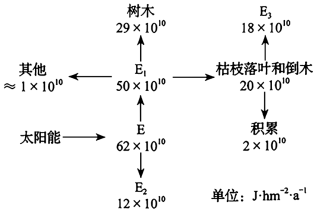 树木
29×10¹⁰
E₃
18×10¹⁰
其他
≈1×10¹⁰
E₁
50×10¹⁰
枯枝落叶和倒木
20×10¹⁰
太阳能
E
62×10¹⁰
积累
2×10¹⁰
E₂
12×10¹⁰
单位：J·hm⁻²·a⁻¹